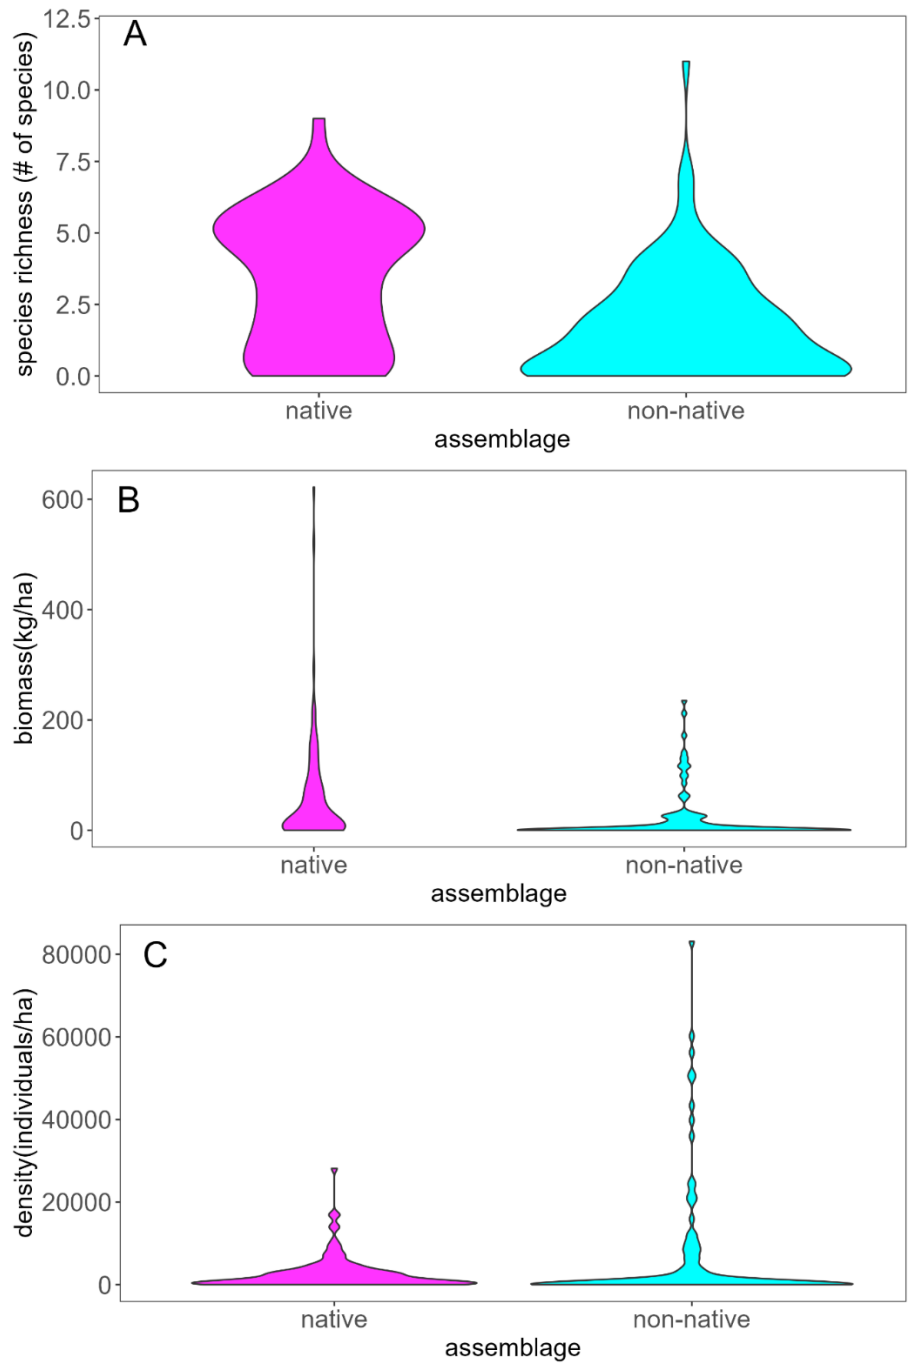 A
species richness (# of species)
12.5
10.0
7.5
5.0
2.5
0.0
native non-native
assemblage
B
biomass(kg/ha)
600
400
200
0
native non-native
assemblage
C
density(individuals/ha)
80000
60000
40000
20000
0
native non-native
assemblage